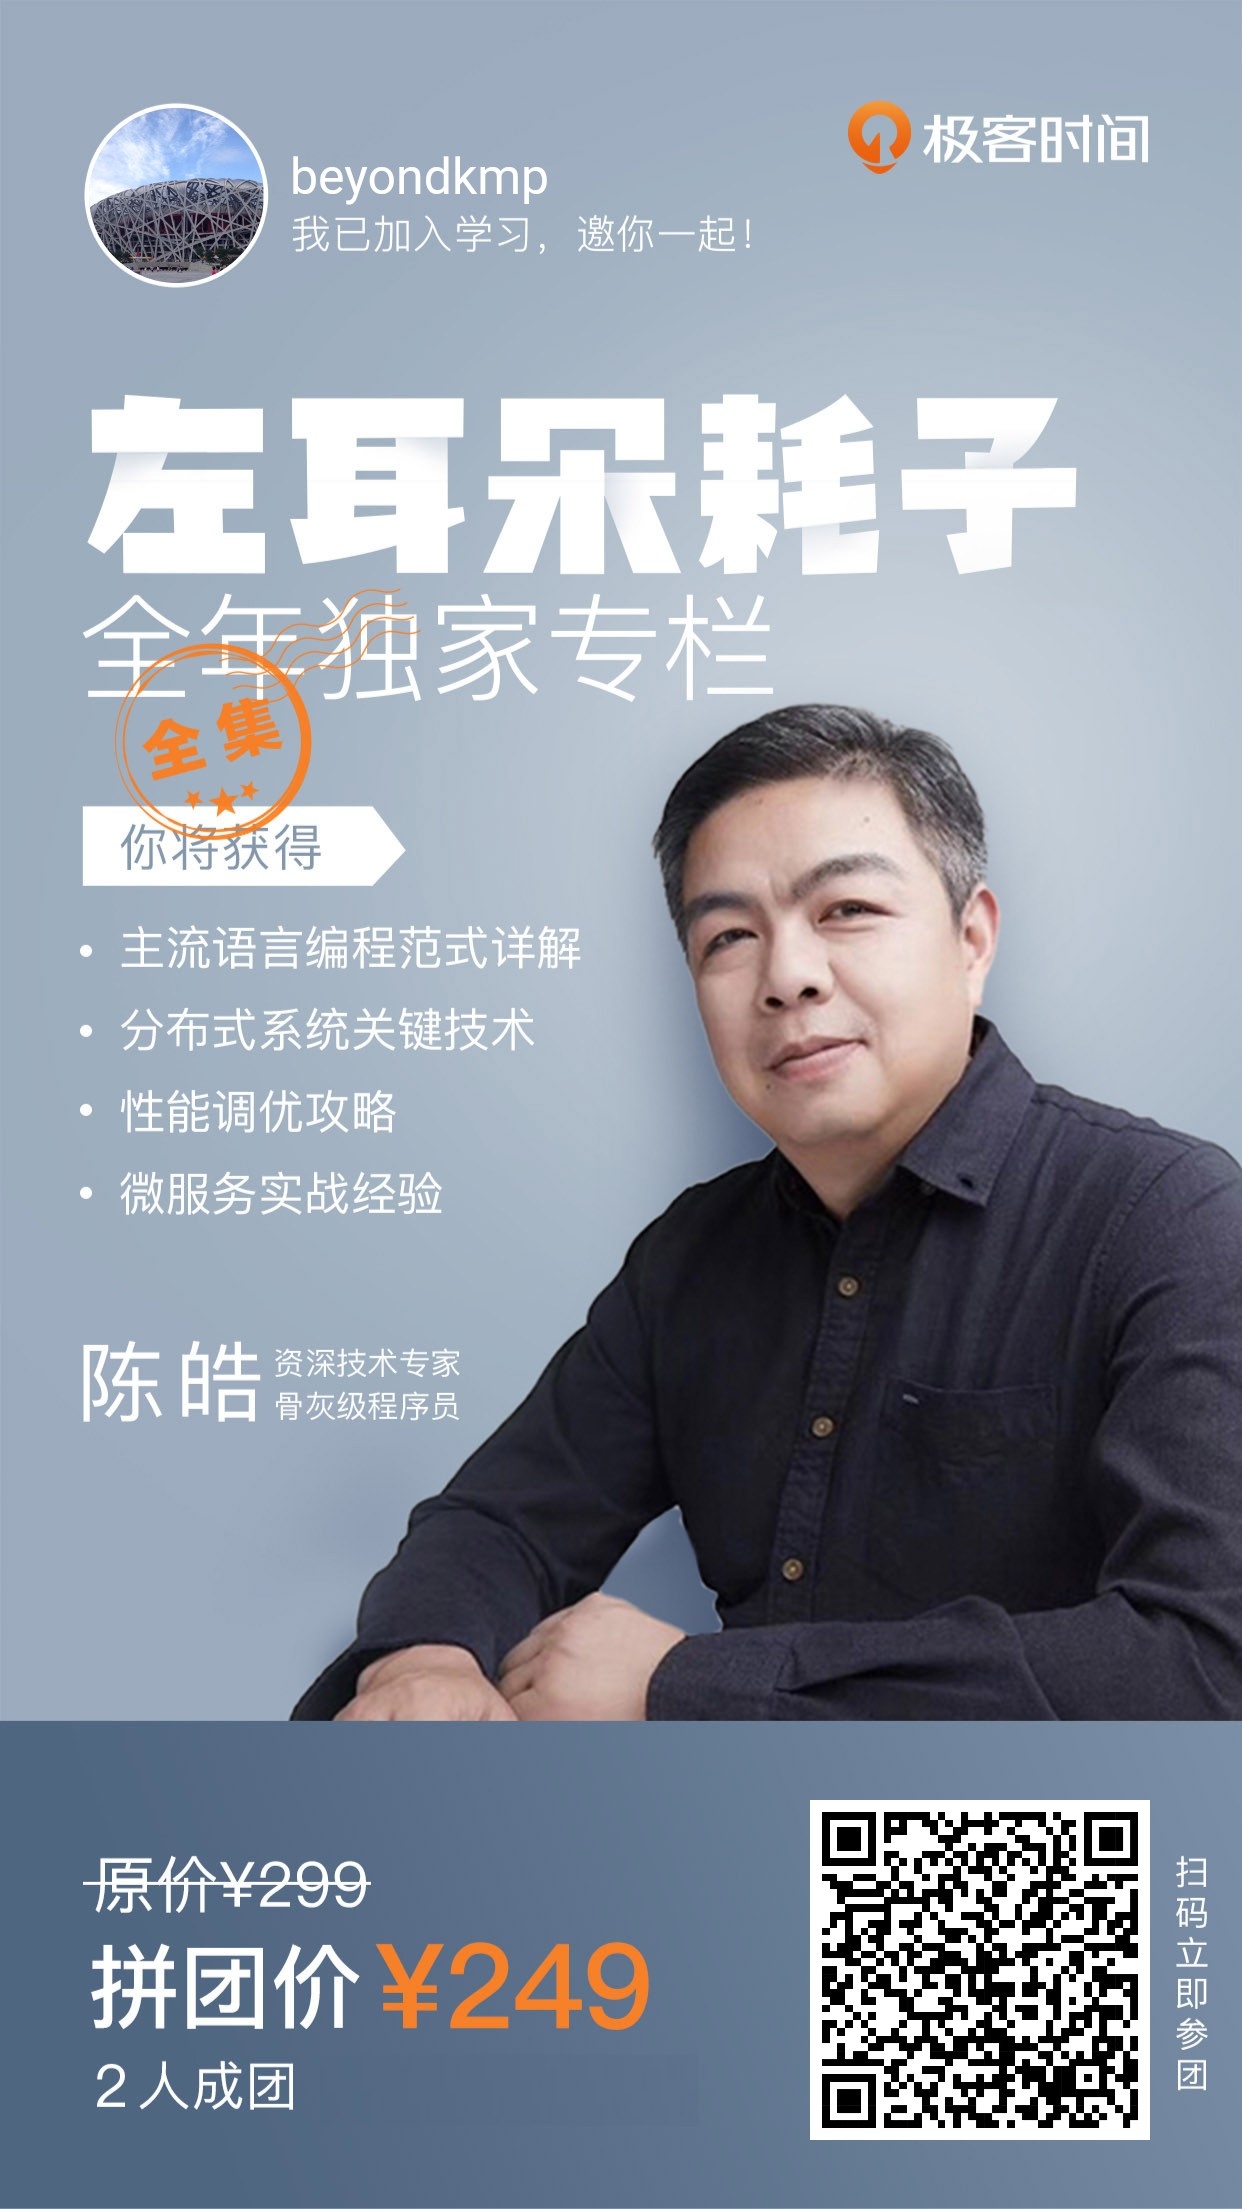 beyondkmp
我已加入学习，邀你一起！
极客时间
左耳朵耗子
全年独家专栏
全集
你将获得
• 主流语言编程范式详解
• 分布式系统关键技术
• 性能调优攻略
• 微服务实战经验
陈皓
资深技术专家
骨灰级程序员
原价¥299
拼团价¥249
2人成团
扫码立即参团